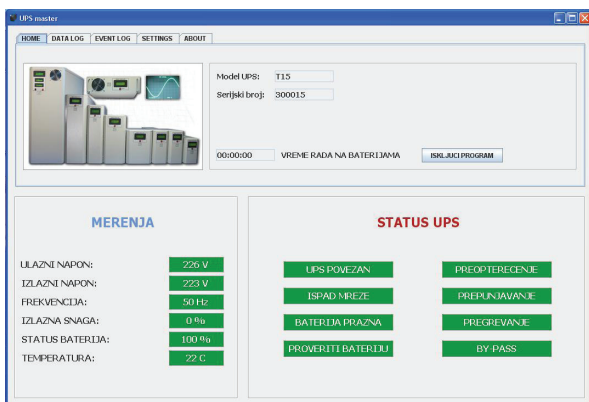 UPS master
HOME DATA LOG EVENT LOG SETTINGS ABOUT
Model UPS: T15
Serijski broj: 300015
00:00:00 VREME RADA NA BATERIJAMA ISKLJUCI PROGRAM
MERENJA
ULAZNI NAPON: 226 V
IZLAZNI NAPON: 223 V
FREKVENCIJA: 50 Hz
IZLAZNA SNAGA: 0 %
STATUS BATERIJA: 100 %
TEMPERATURA: 22 C
STATUS UPS
UPS POVEZAN PREOPTERECENJE
ISPAD MREZE PREPUNJAVANJE
BATERIJA PRAZNA PREGREVANJE
PROVERITI BATERIJU BY-PASS